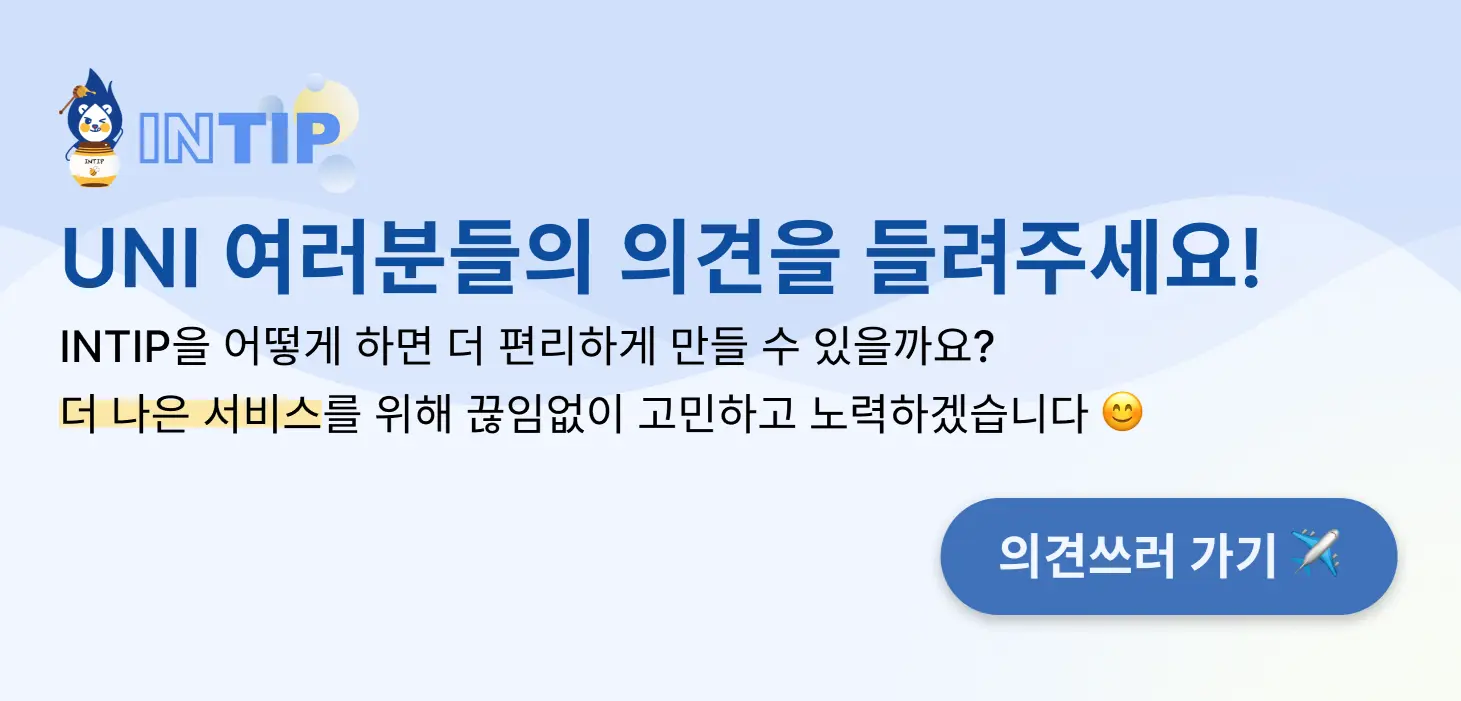 INTIP
INTIP
UNI 여러분들의 의견을 들려주세요!
INTIP을 어떻게 하면 더 편리하게 만들 수 있을까요?
더 나은 서비스를 위해 끊임없이 고민하고 노력하겠습니다 😊
의견쓰러 가기 ✈️